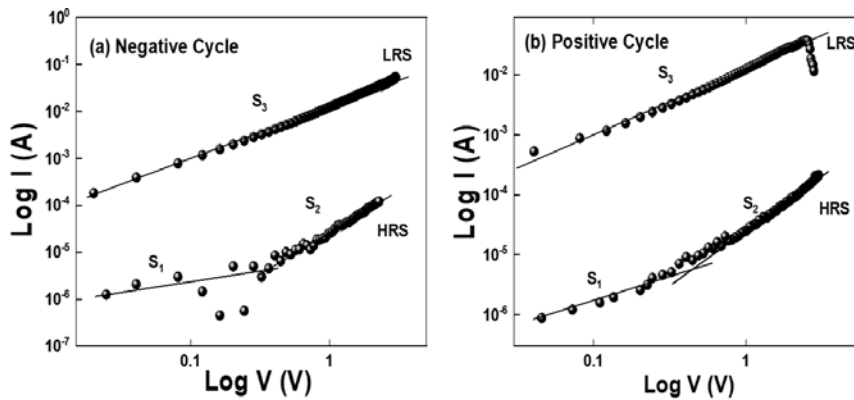 (a) Negative Cycle
LRS
S3
S2
HRS
S1
10^0
10^-1
10^-2
10^-3
10^-4
10^-5
10^-6
10^-7
Log I (A)
0.1
1
Log V (V)
(b) Positive Cycle
LRS
S3
S2
HRS
S1
10^-2
10^-3
10^-4
10^-5
10^-6
Log I (A)
0.1
1
Log V (V)